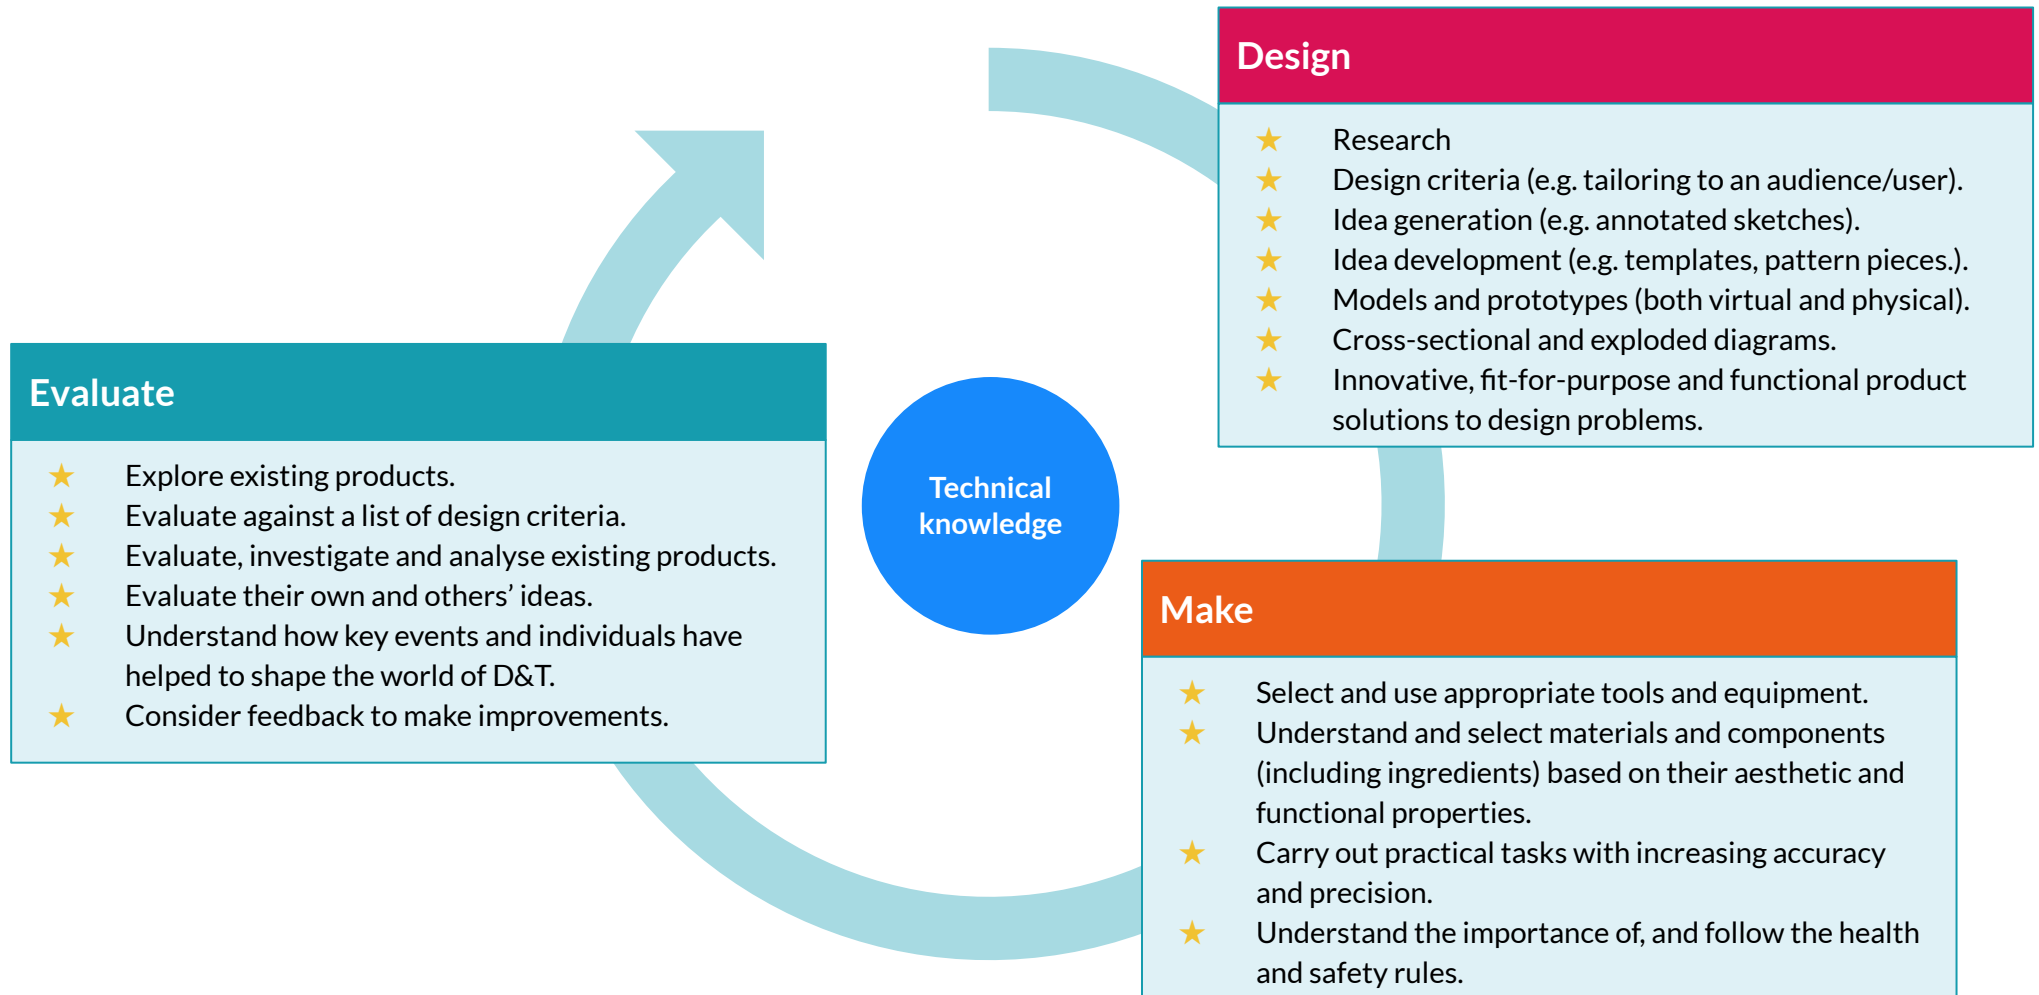 Design
★ Research
★ Design criteria (e.g. tailoring to an audience/user).
★ Idea generation (e.g. annotated sketches).
★ Idea development (e.g. templates, pattern pieces.).
★ Models and prototypes (both virtual and physical).
★ Cross-sectional and exploded diagrams.
★ Innovative, fit-for-purpose and functional product
solutions to design problems.
Evaluate
★ Explore existing products.
★ Evaluate against a list of design criteria.
★ Evaluate, investigate and analyse existing products.
★ Evaluate their own and others’ ideas.
★ Understand how key events and individuals have
helped to shape the world of D&T.
★ Consider feedback to make improvements.
Technical
knowledge
Make
★ Select and use appropriate tools and equipment.
★ Understand and select materials and components
(including ingredients) based on their aesthetic and
functional properties.
★ Carry out practical tasks with increasing accuracy
and precision.
★ Understand the importance of, and follow the health
and safety rules.